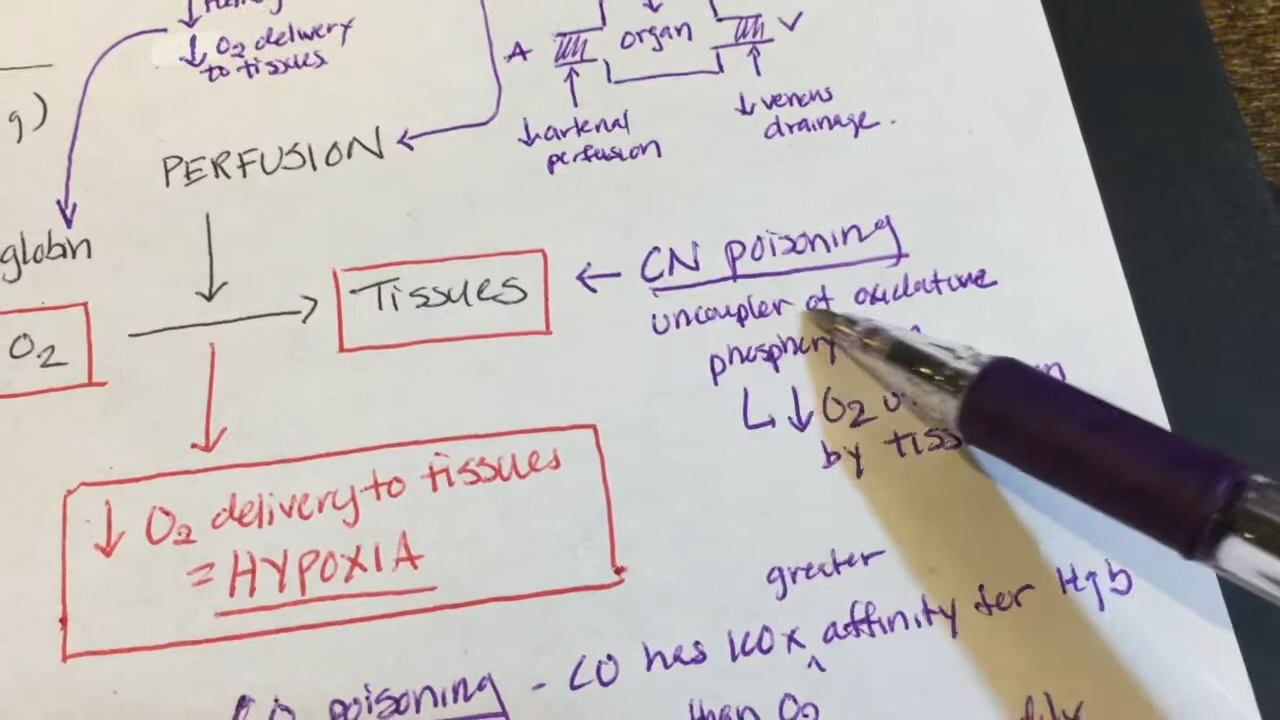 ↓ O2 delivery
to tissues
A
organ
V
↓ arterial
perfusion
↓ venous
drainage.
g)
PERFUSION
globin
O2
Tissues
← CN poisoning
uncoupler of oxidative
↓ O2
by
↓ O2 delivery to tissues
= HYPOXIA
greater
poisoning - CO has 100x affinity for Hgb
than O2